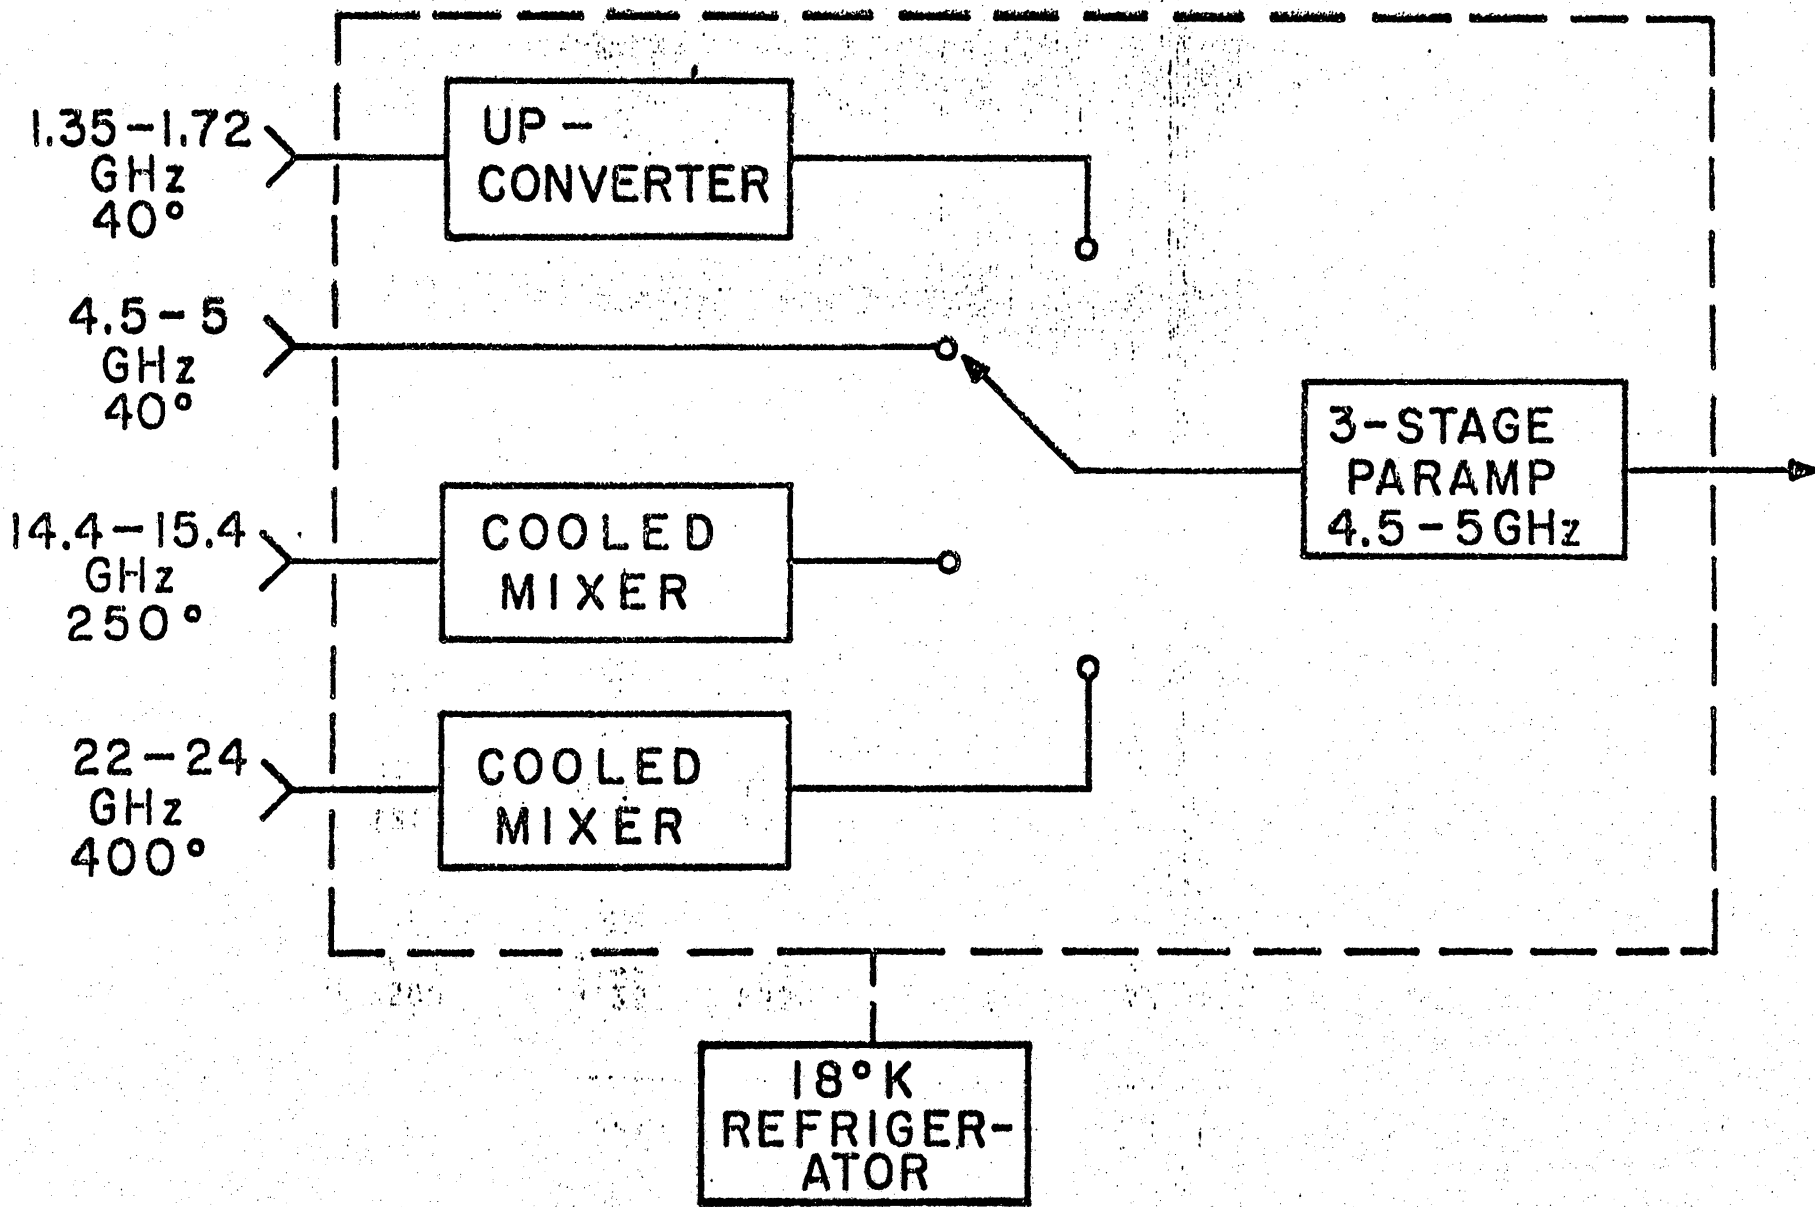 1.35-1.72
GHz
40°
UP-
CONVERTER
4.5-5
GHz
40°
3-STAGE
PARAMP
4.5-5GHz
14.4-15.4
GHz
250°
COOLED
MIXER
22-24
GHz
400°
COOLED
MIXER
18°K
REFRIGER-
ATOR